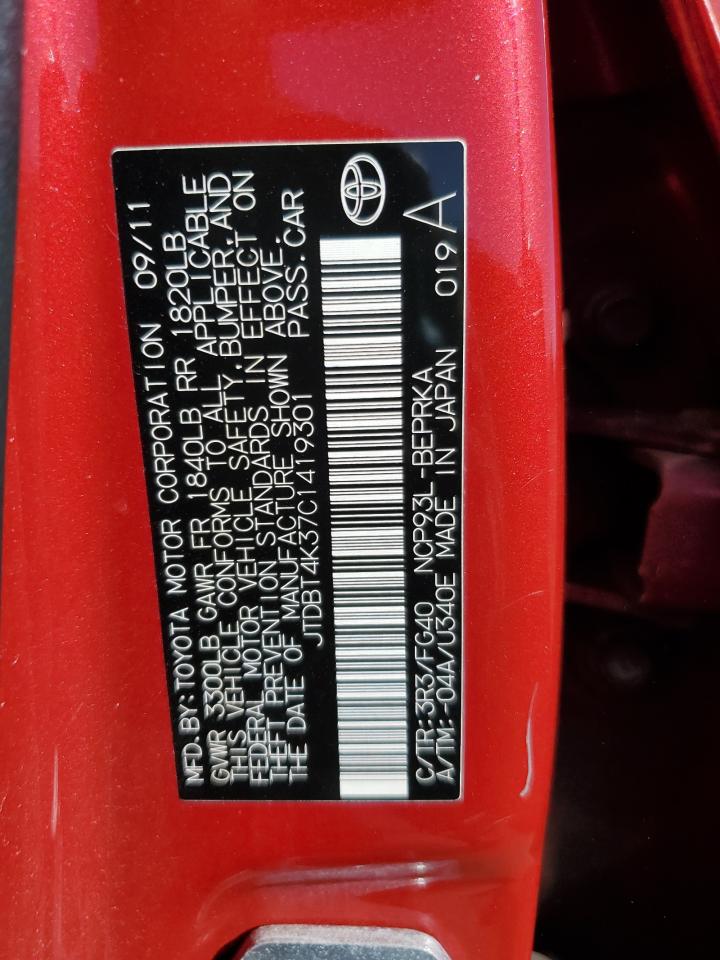 MFD.BY:TOYOTA MOTOR CORPORATION 09/11
GVWR 3300LB GAWR FR 1840LB RR 1820LB
THIS VEHICLE CONFORMS TO ALL APPLICABLE
FEDERAL MOTOR VEHICLE SAFETY,BUMPER,AND
THEFT PREVENTION STANDARDS IN EFFECT ON
THE DATE OF MANUFACTURE SHOWN ABOVE.
JTDBT4K37C1419301 PASS.CAR
C/TR:3R3/FG40 NCP93L-BEPRKA 019 A
A/TM:-04A/U340E MADE IN JAPAN